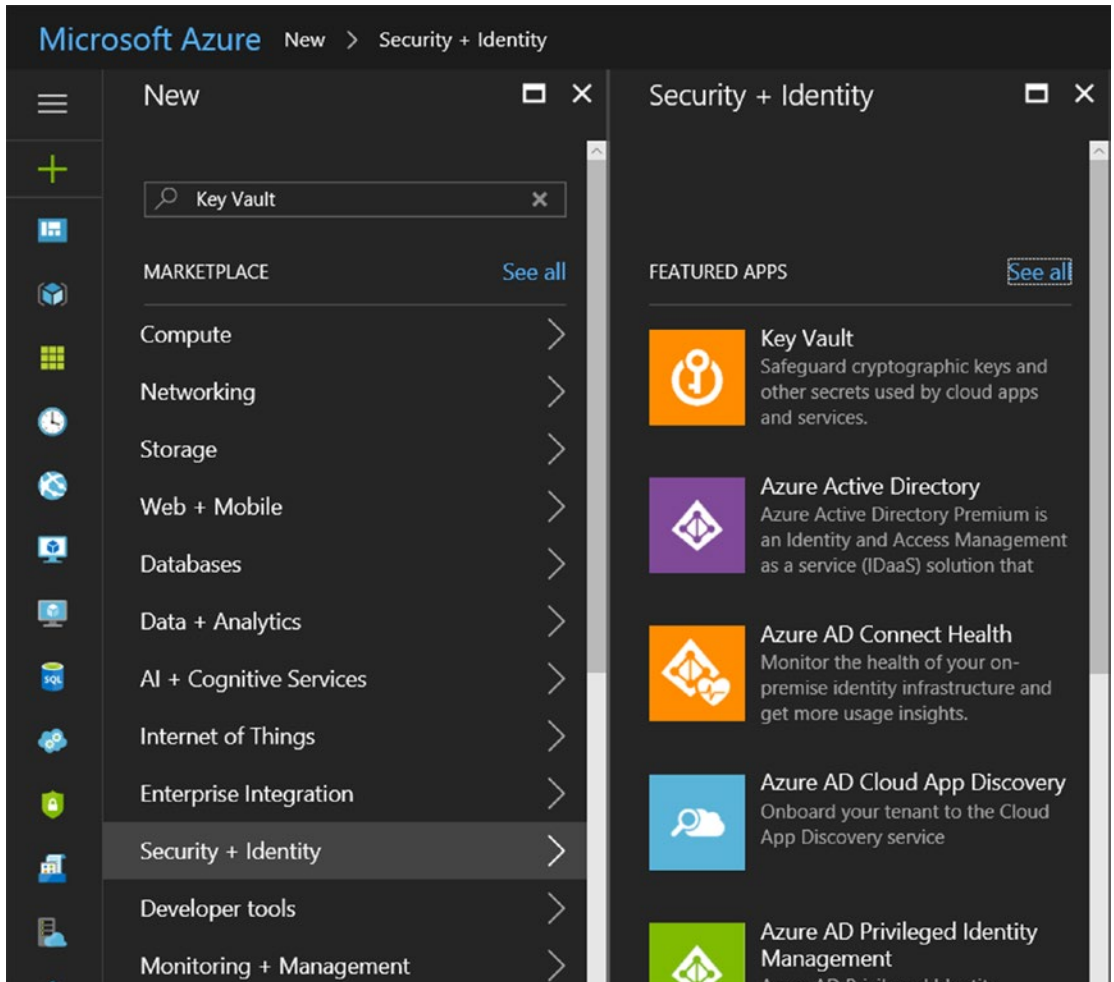 Microsoft Azure New > Security + Identity
New
Key Vault
MARKETPLACE See all
Compute
Networking
Storage
Web + Mobile
Databases
Data + Analytics
AI + Cognitive Services
Internet of Things
Enterprise Integration
Security + Identity
Developer tools
Monitoring + Management
Security + Identity
FEATURED APPS See all
Key Vault
Safeguard cryptographic keys and
other secrets used by cloud apps
and services.
Azure Active Directory
Azure Active Directory Premium is
an Identity and Access Management
as a service (IDaaS) solution that
Azure AD Connect Health
Monitor the health of your on-
premise identity infrastructure and
get more usage insights.
Azure AD Cloud App Discovery
Onboard your tenant to the Cloud
App Discovery service
Azure AD Privileged Identity
Management
SQL